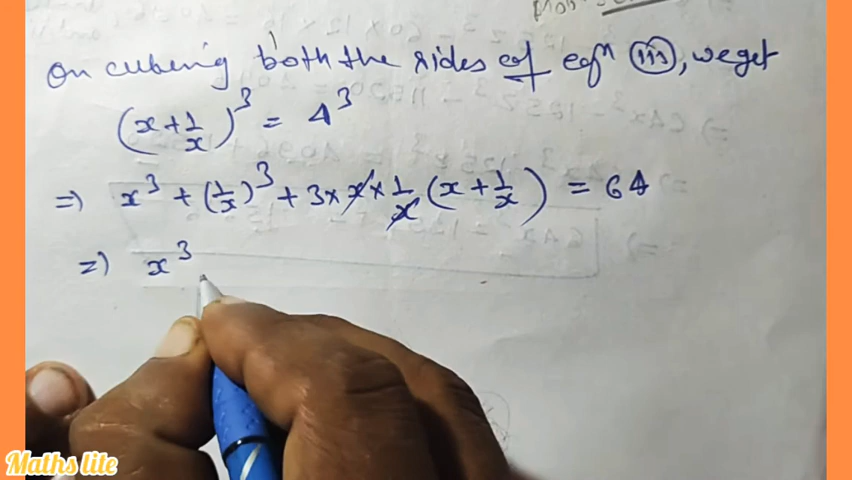 On cubing both the sides of eqn (iii), we get
(x + 1/x)^3 = 4^3
=> x^3 + (1/x)^3 + 3 × x × 1/x (x + 1/x) = 64
=> x^3
Maths lite